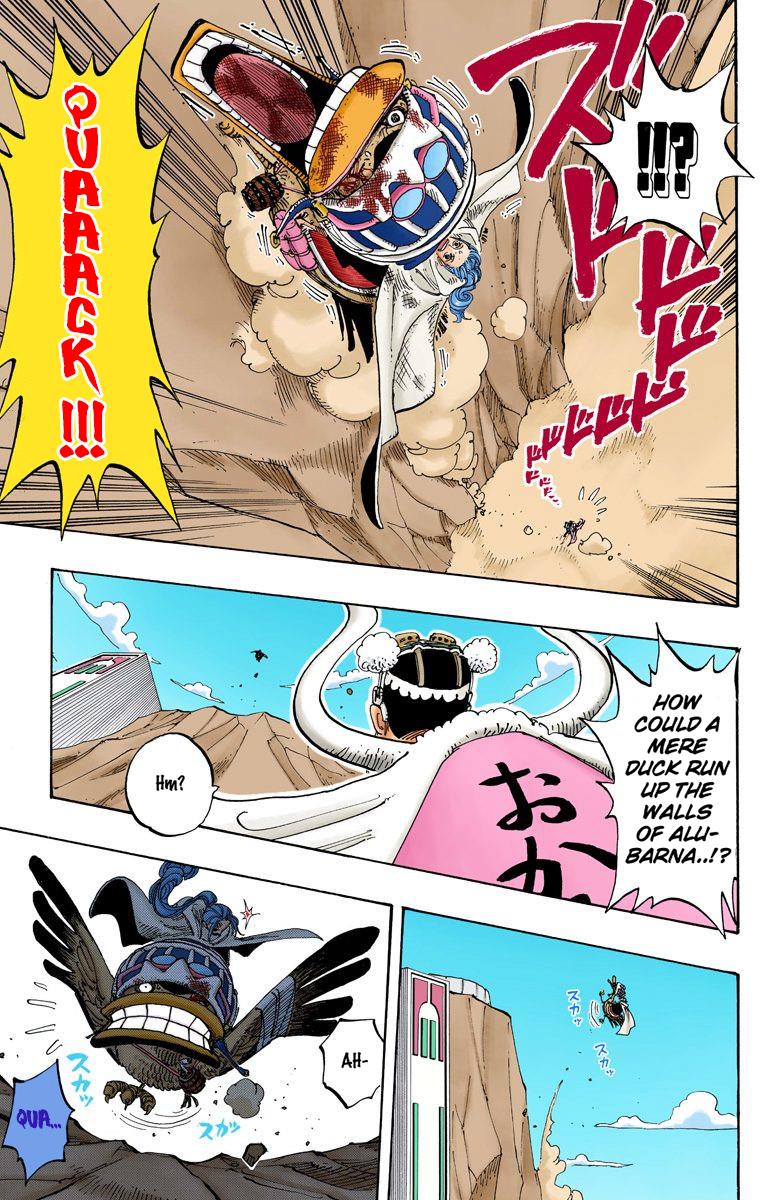 !!?
ズドドドドドドド
QUAAACK!!!
HOW
COULD A
MERE
DUCK RUN
UP THE
WALLS
OF ALU-
BARNA..!?
Hm?
おか
スカッ
スカッ
AH-
スカッ
スカッ
QUA...